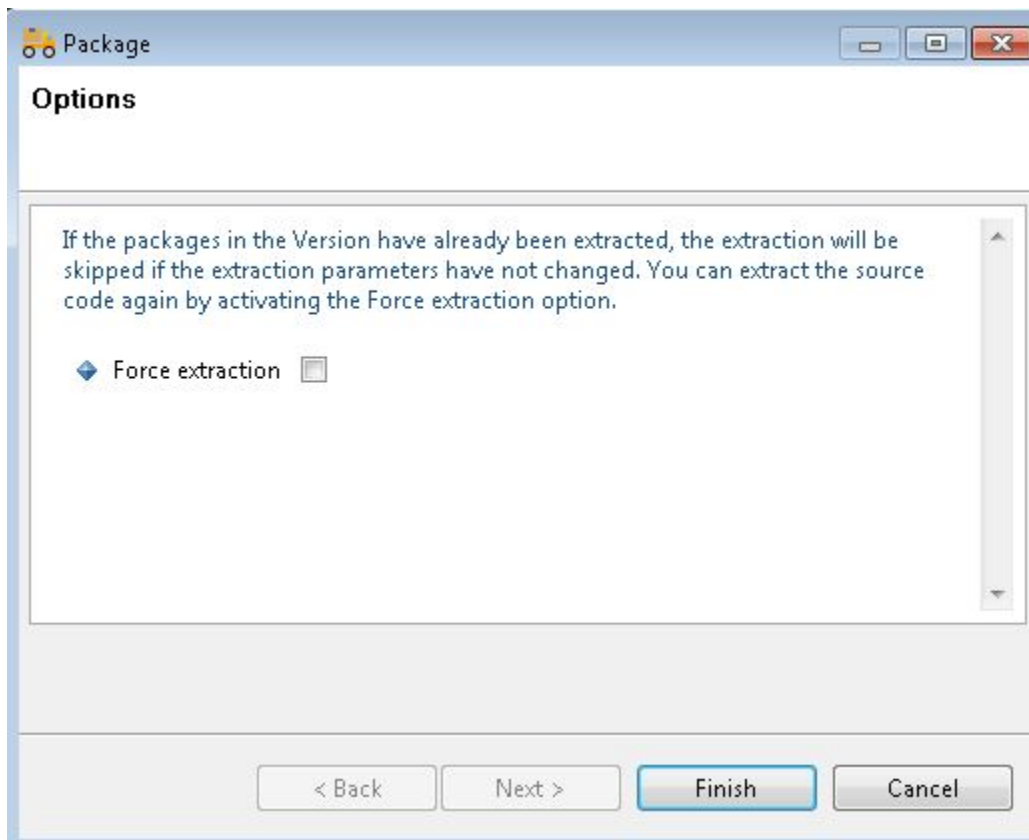 Package
Options
If the packages in the Version have already been extracted, the extraction will be
skipped if the extraction parameters have not changed. You can extract the source
code again by activating the Force extraction option.
Force extraction
< Back Next > Finish Cancel